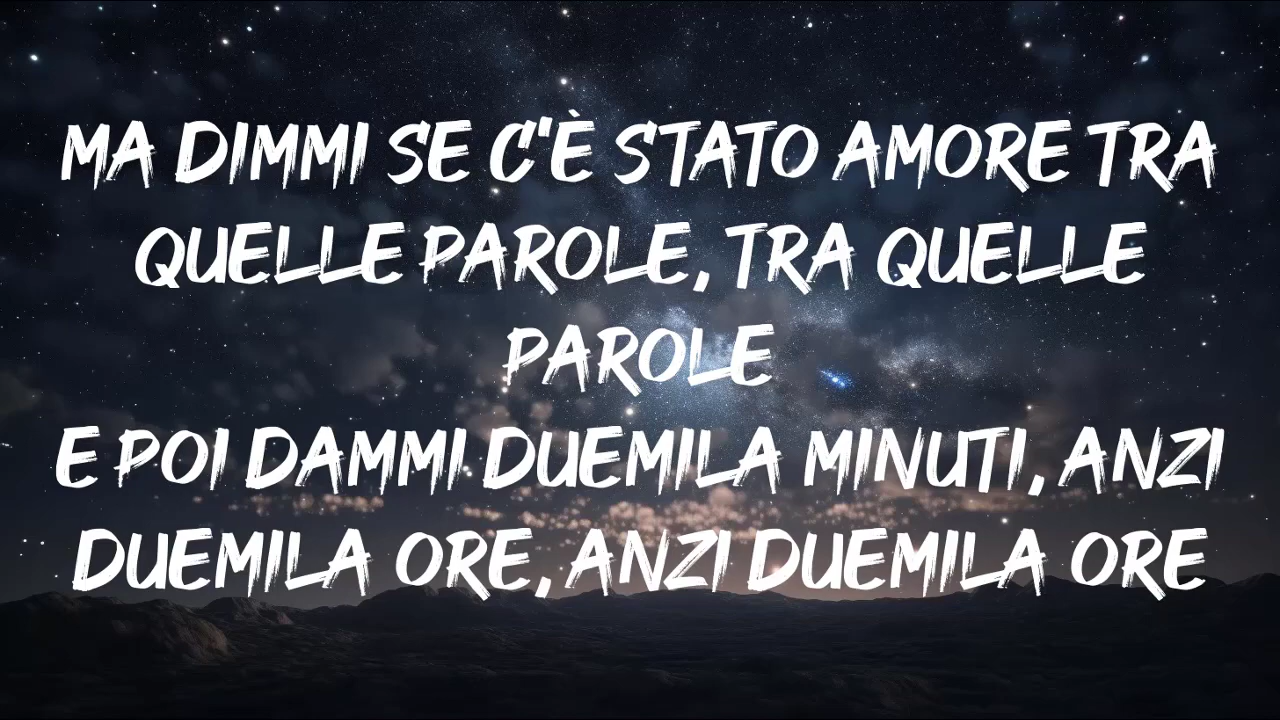 MA DIMMI SE C'È STATO AMORE TRA
QUELLE PAROLE, TRA QUELLE
PAROLE
E POI DAMMI DUEMILA MINUTI, ANZI
DUEMILA ORE, ANZI DUEMILA ORE